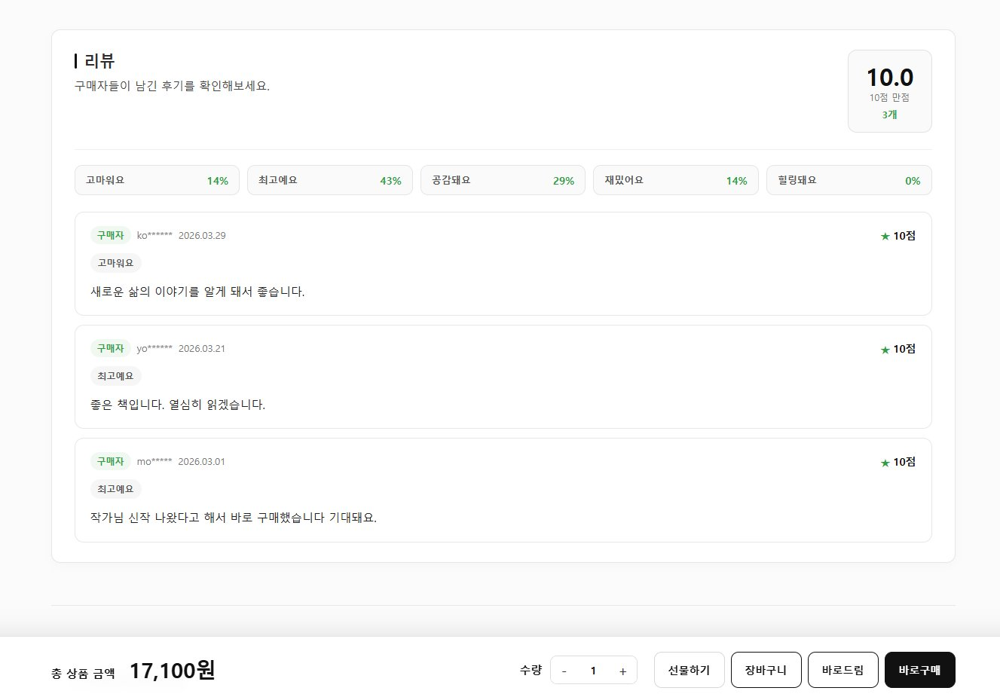 리뷰
구매자들이 남긴 후기를 확인해보세요.
10.0
10점 만점
3개
고마워요 14%
최고예요 43%
공감돼요 29%
재밌어요 14%
힐링돼요 0%
구매자 ko****** 2026.03.29 ★ 10점
고마워요
새로운 삶의 이야기를 알게 돼서 좋습니다.
구매자 yo****** 2026.03.21 ★ 10점
최고예요
좋은 책입니다. 열심히 읽겠습니다.
구매자 mo***** 2026.03.01 ★ 10점
최고예요
작가님 신작 나왔다고 해서 바로 구매했습니다 기대돼요.
총 상품 금액 17,100원 수량 - 1 + 선물하기 장바구니 바로드림 바로구매